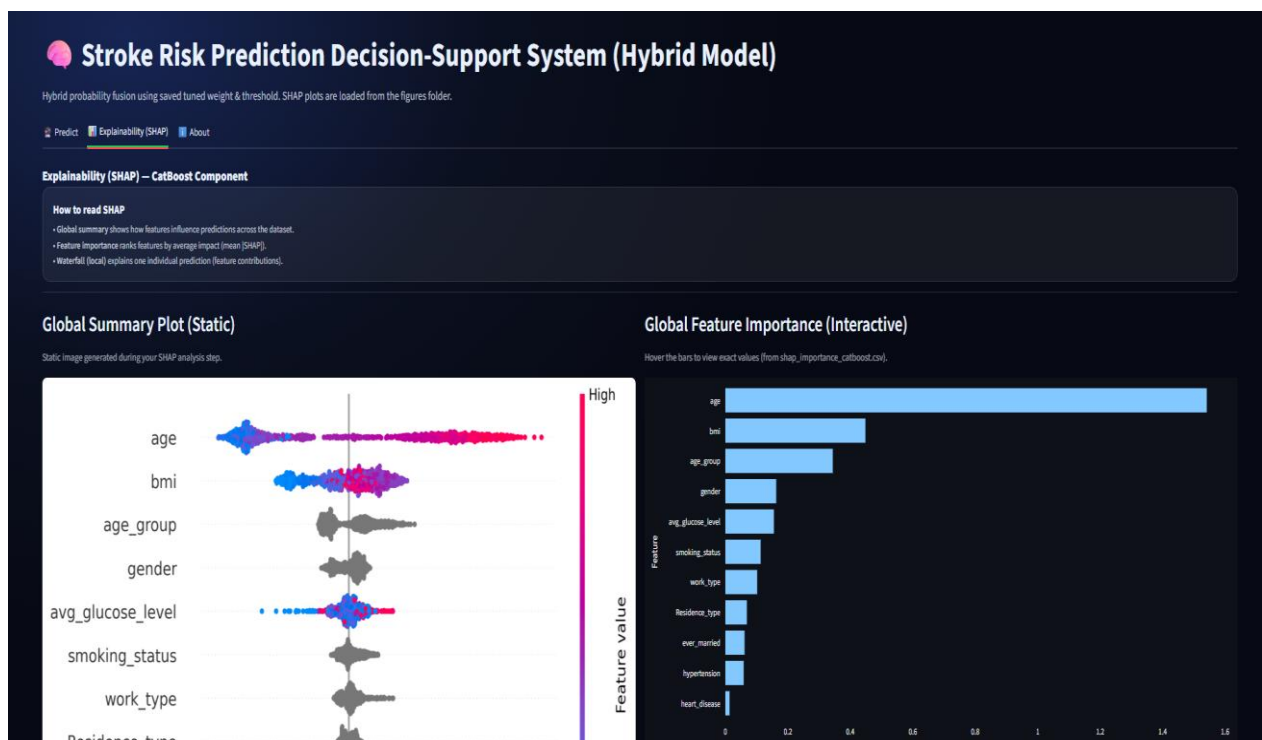 Stroke Risk Prediction Decision-Support System (Hybrid Model)
Hybrid probability fusion using saved tuned weight & threshold. SHAP plots are loaded from the figures folder.
Predict
Explainability (SHAP)
About
Explainability (SHAP) — CatBoost Component
How to read SHAP
• Global summary shows how features influence predictions across the dataset.
• Feature Importance ranks features by average impact (mean |SHAP|).
• Waterfall (local) explains one individual prediction (feature contributions).
Global Summary Plot (Static)
Static image generated during your SHAP analysis step.
High
age
bmi
age_group
gender
avg_glucose_level
smoking_status
work_type
Residence_type
Feature value
Global Feature Importance (Interactive)
Hover the bars to view exact values (from shap_importance_catboost.csv).
age
bmi
age_group
gender
avg_glucose_level
smoking_status
work_type
Residence_type
ever_married
hypertension
heart_disease
Feature
0 0.2 0.4 0.6 0.8 1 1.2 1.4 1.6